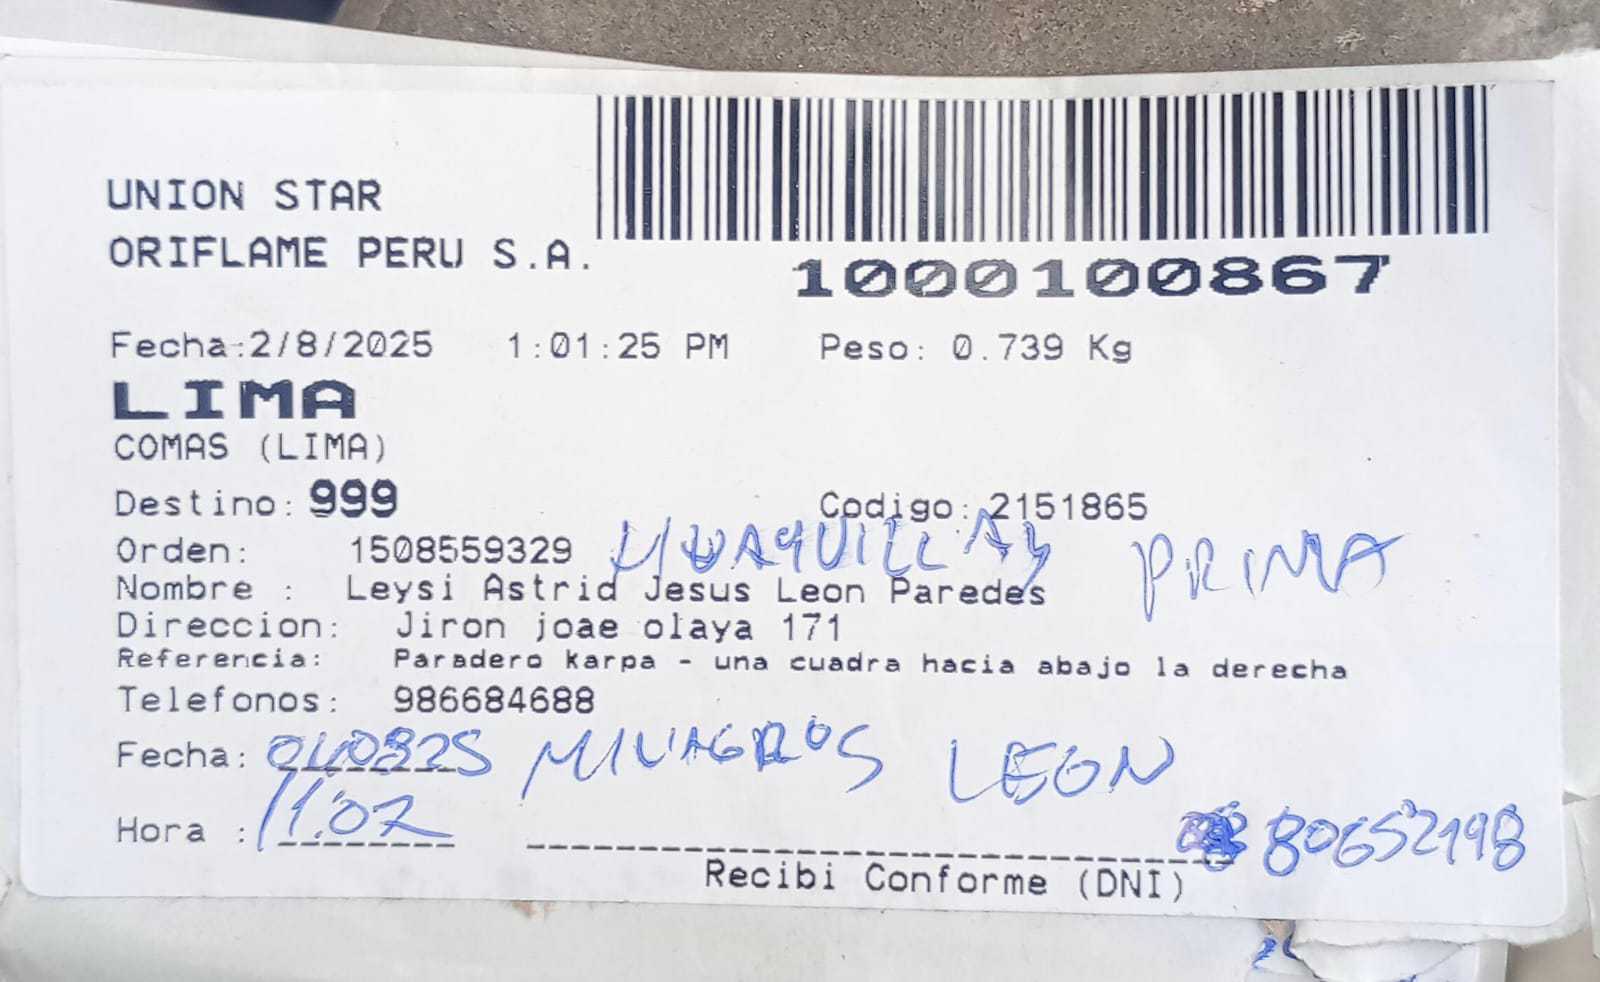 UNION STAR
ORIFLAME PERU S.A.
1000100867
Fecha:2/8/2025 1:01:25 PM Peso: 0.739 Kg
LIMA
COMAS (LIMA)
Destino: 999 Codigo: 2151865
Orden: 1508559329 PRIMA
Nombre : Leysi Astrid Jesus Leon Paredes
Direccion: Jiron joae olaya 171
Referencia: Paradero karpa - una cuadra hacia abajo la derecha
Telefonos: 986684688
Fecha: 040825 MILAGROS LEON
Hora : 11:02
80652198
Recibi Conforme (DNI)